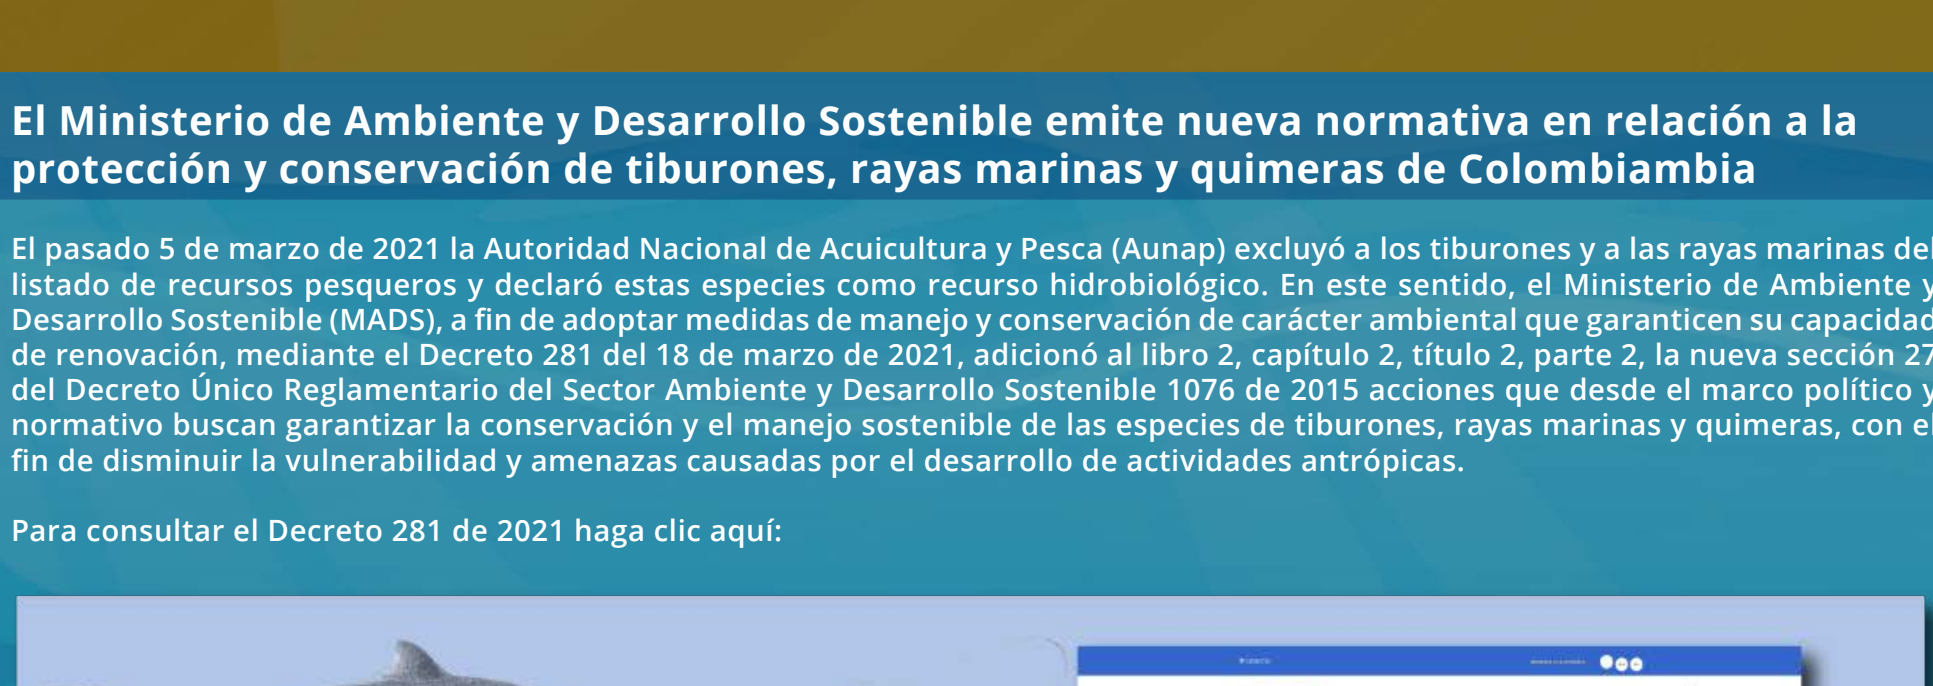 El Ministerio de Ambiente y Desarrollo Sostenible emite nueva normativa en relación a la
protección y conservación de tiburones, rayas marinas y quimeras de Colombiambia
El pasado 5 de marzo de 2021 la Autoridad Nacional de Acuicultura y Pesca (Aunap) excluyó a los tiburones y a las rayas marinas del
listado de recursos pesqueros y declaró estas especies como recurso hidrobiológico. En este sentido, el Ministerio de Ambiente y
Desarrollo Sostenible (MADS), a fin de adoptar medidas de manejo y conservación de carácter ambiental que garanticen su capacidad
de renovación, mediante el Decreto 281 del 18 de marzo de 2021, adicionó al libro 2, capítulo 2, título 2, parte 2, la nueva sección 27
del Decreto Único Reglamentario del Sector Ambiente y Desarrollo Sostenible 1076 de 2015 acciones que desde el marco político y
normativo buscan garantizar la conservación y el manejo sostenible de las especies de tiburones, rayas marinas y quimeras, con el
fin de disminuir la vulnerabilidad y amenazas causadas por el desarrollo de actividades antrópicas.
Para consultar el Decreto 281 de 2021 haga clic aquí: